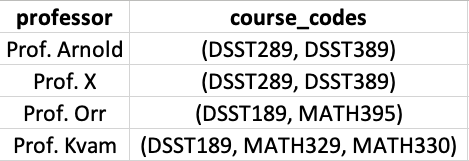 professor course_codes
Prof. Arnold (DSST289, DSST389)
Prof. X (DSST289, DSST389)
Prof. Orr (DSST189, MATH395)
Prof. Kvam (DSST189, MATH329, MATH330)